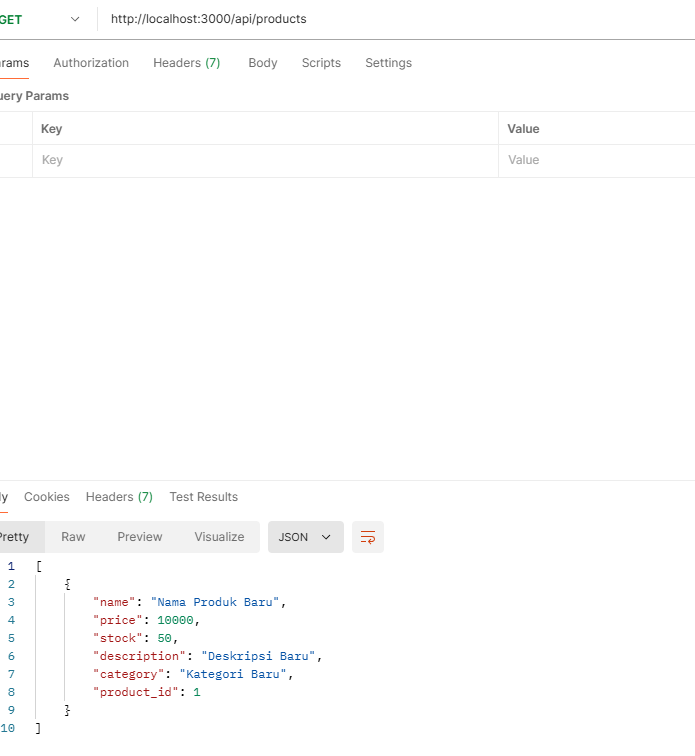 GET http://localhost:3000/api/products
rams Authorization Headers (7) Body Scripts Settings
uery Params
Key Value
Key Value
ly Cookies Headers (7) Test Results
Pretty Raw Preview Visualize JSON
1 [
2 {
3 "name": "Nama Produk Baru",
4 "price": 10000,
5 "stock": 50,
6 "description": "Deskripsi Baru",
7 "category": "Kategori Baru",
8 "product_id": 1
9 }
10 ]